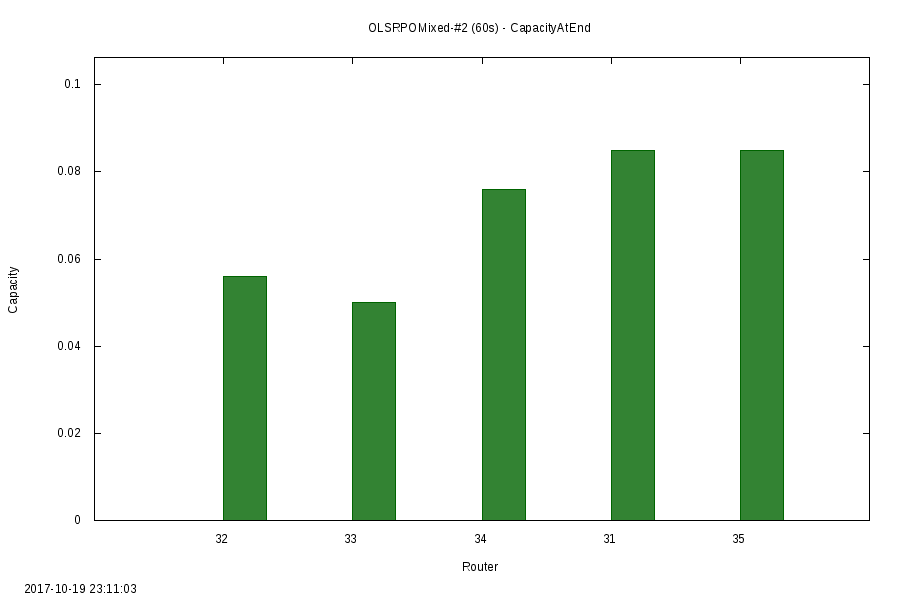 OLSRPOMixed-#2 (60s) - CapacityAtEnd
0.1
0.08
0.06
0.04
0.02
0
Capacity
32 33 34 31 35
Router
2017-10-19 23:11:03